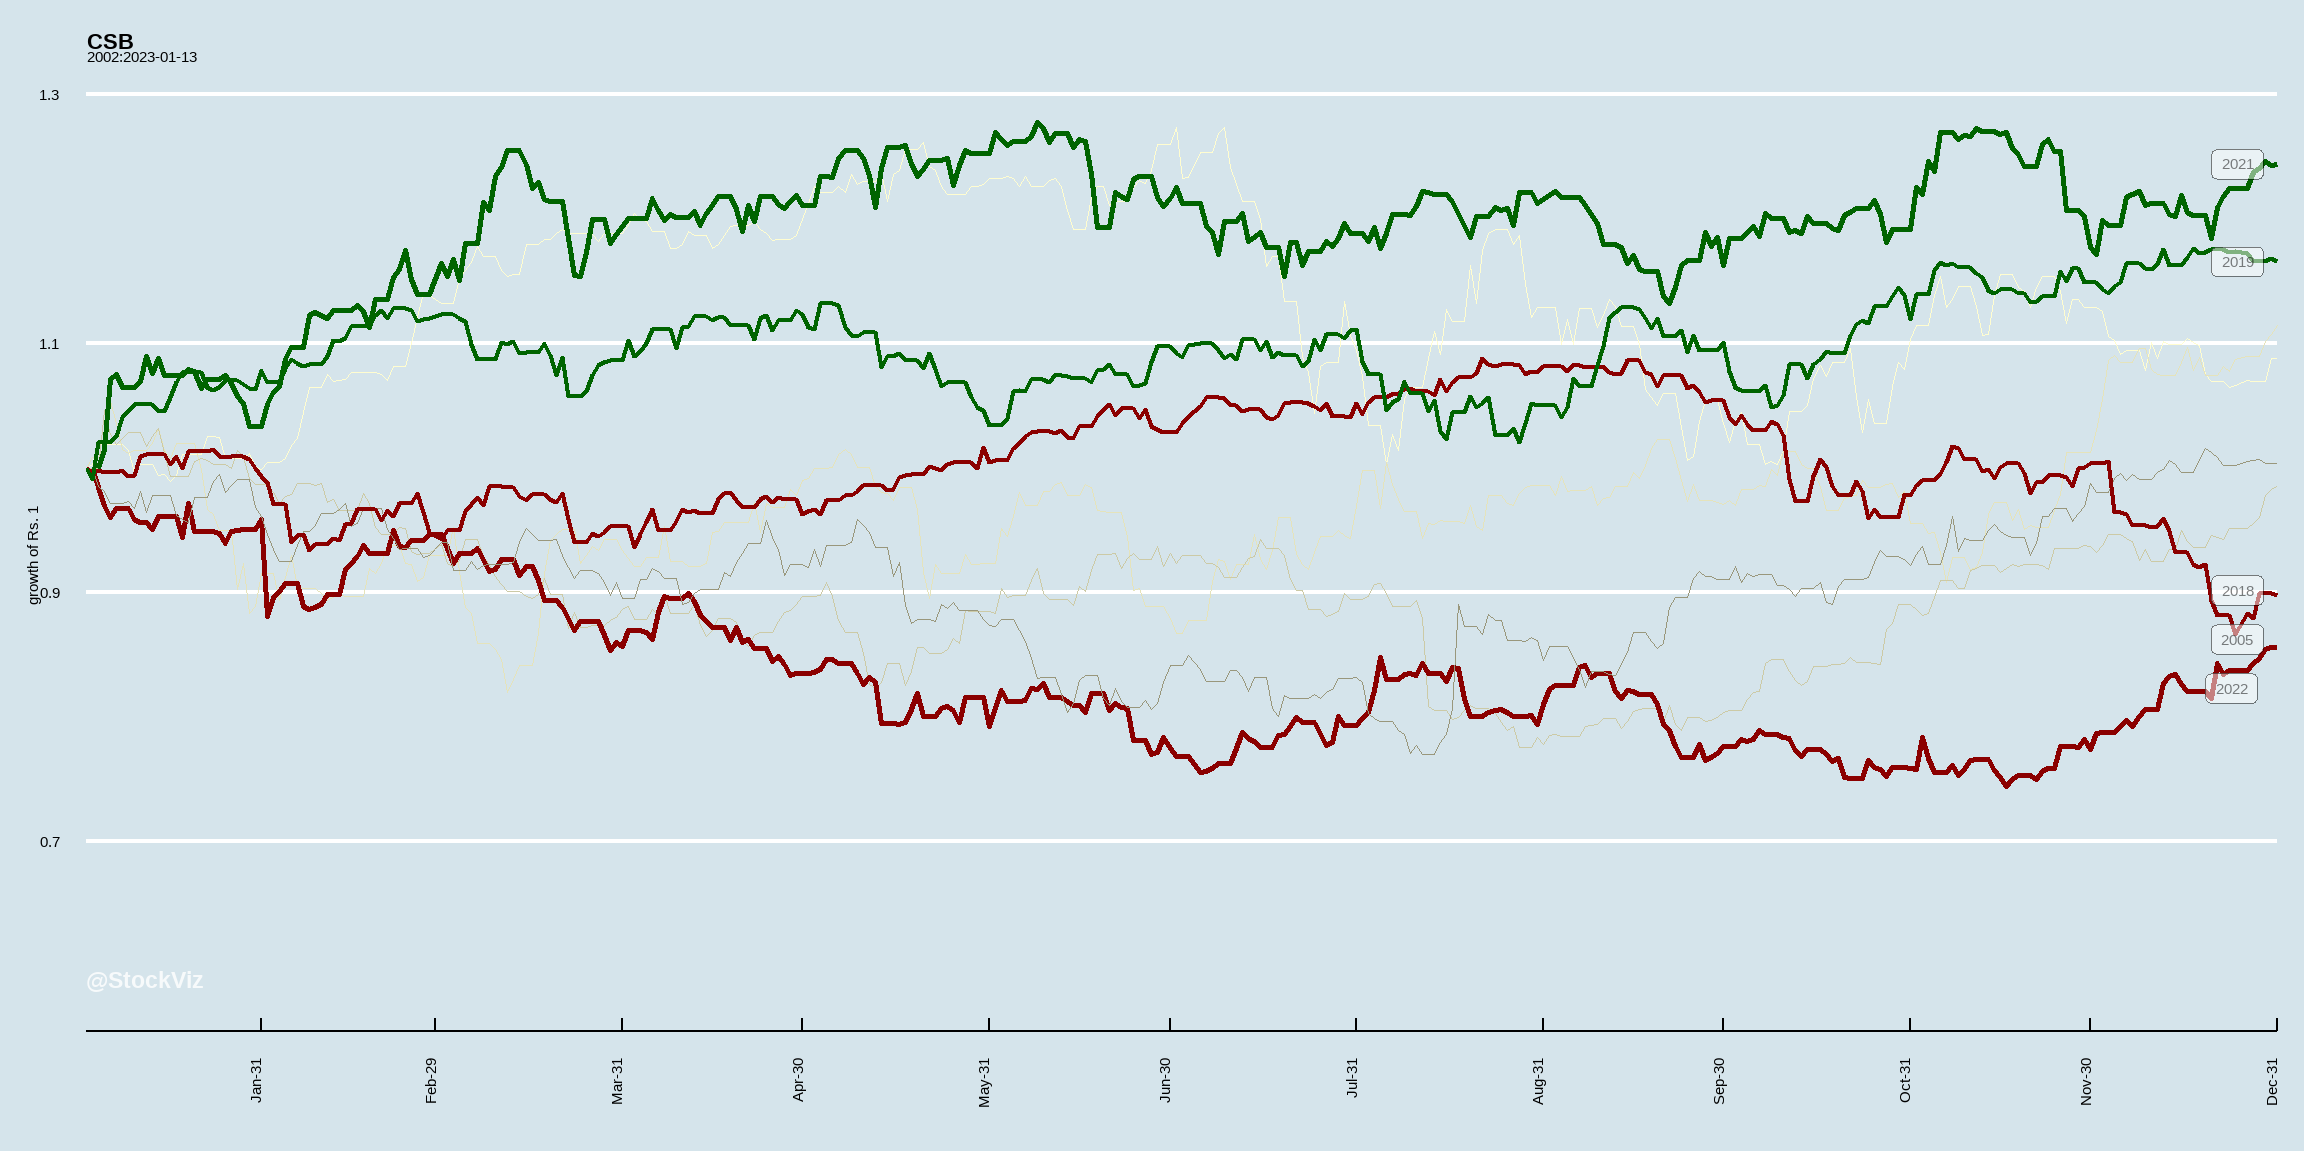 CSB
2002:2023-01-13
1.3
1.1
0.9
0.7
growth of Rs. 1
2021
2019
2018
2005
2022
@StockViz
Jan-31
Feb-29
Mar-31
Apr-30
May-31
Jun-30
Jul-31
Aug-31
Sep-30
Oct-31
Nov-30
Dec-31